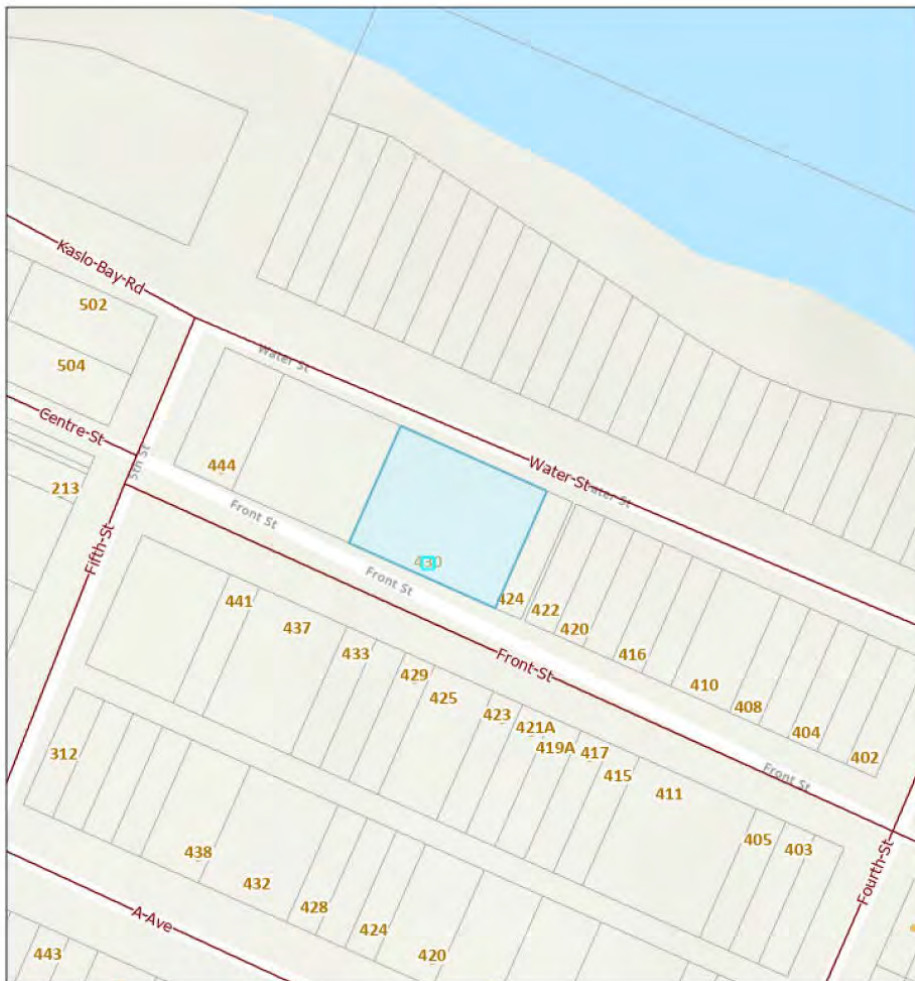 Kaslo-Bay-Rd
502
504
Water St
Centre-St
5th St
213
444
Front St
Water-St
ater St
Fifth-St
430
Front St
424
422
420
416
410
408
404
402
441
437
433
429
425
Front-St
423
421A
419A
417
415
411
Front St
405
403
Fourth-St
312
438
432
428
424
420
A-Ave
443